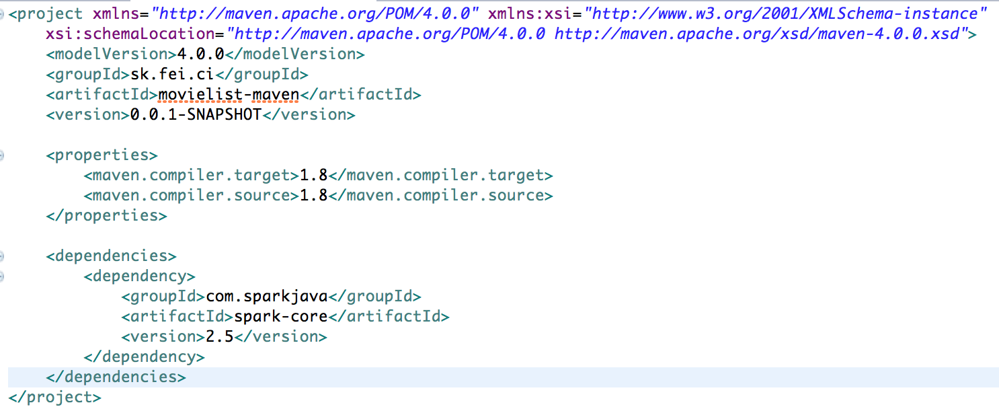 <project xmlns="http://maven.apache.org/POM/4.0.0" xmlns:xsi="http://www.w3.org/2001/XMLSchema-instance"
xsi:schemaLocation="http://maven.apache.org/POM/4.0.0 http://maven.apache.org/xsd/maven-4.0.0.xsd">
<modelVersion>4.0.0</modelVersion>
<groupId>sk.fei.ci</groupId>
<artifactId>movielist-maven</artifactId>
<version>0.0.1-SNAPSHOT</version>
<properties>
<maven.compiler.target>1.8</maven.compiler.target>
<maven.compiler.source>1.8</maven.compiler.source>
</properties>
<dependencies>
<dependency>
<groupId>com.sparkjava</groupId>
<artifactId>spark-core</artifactId>
<version>2.5</version>
</dependency>
</dependencies>
</project>